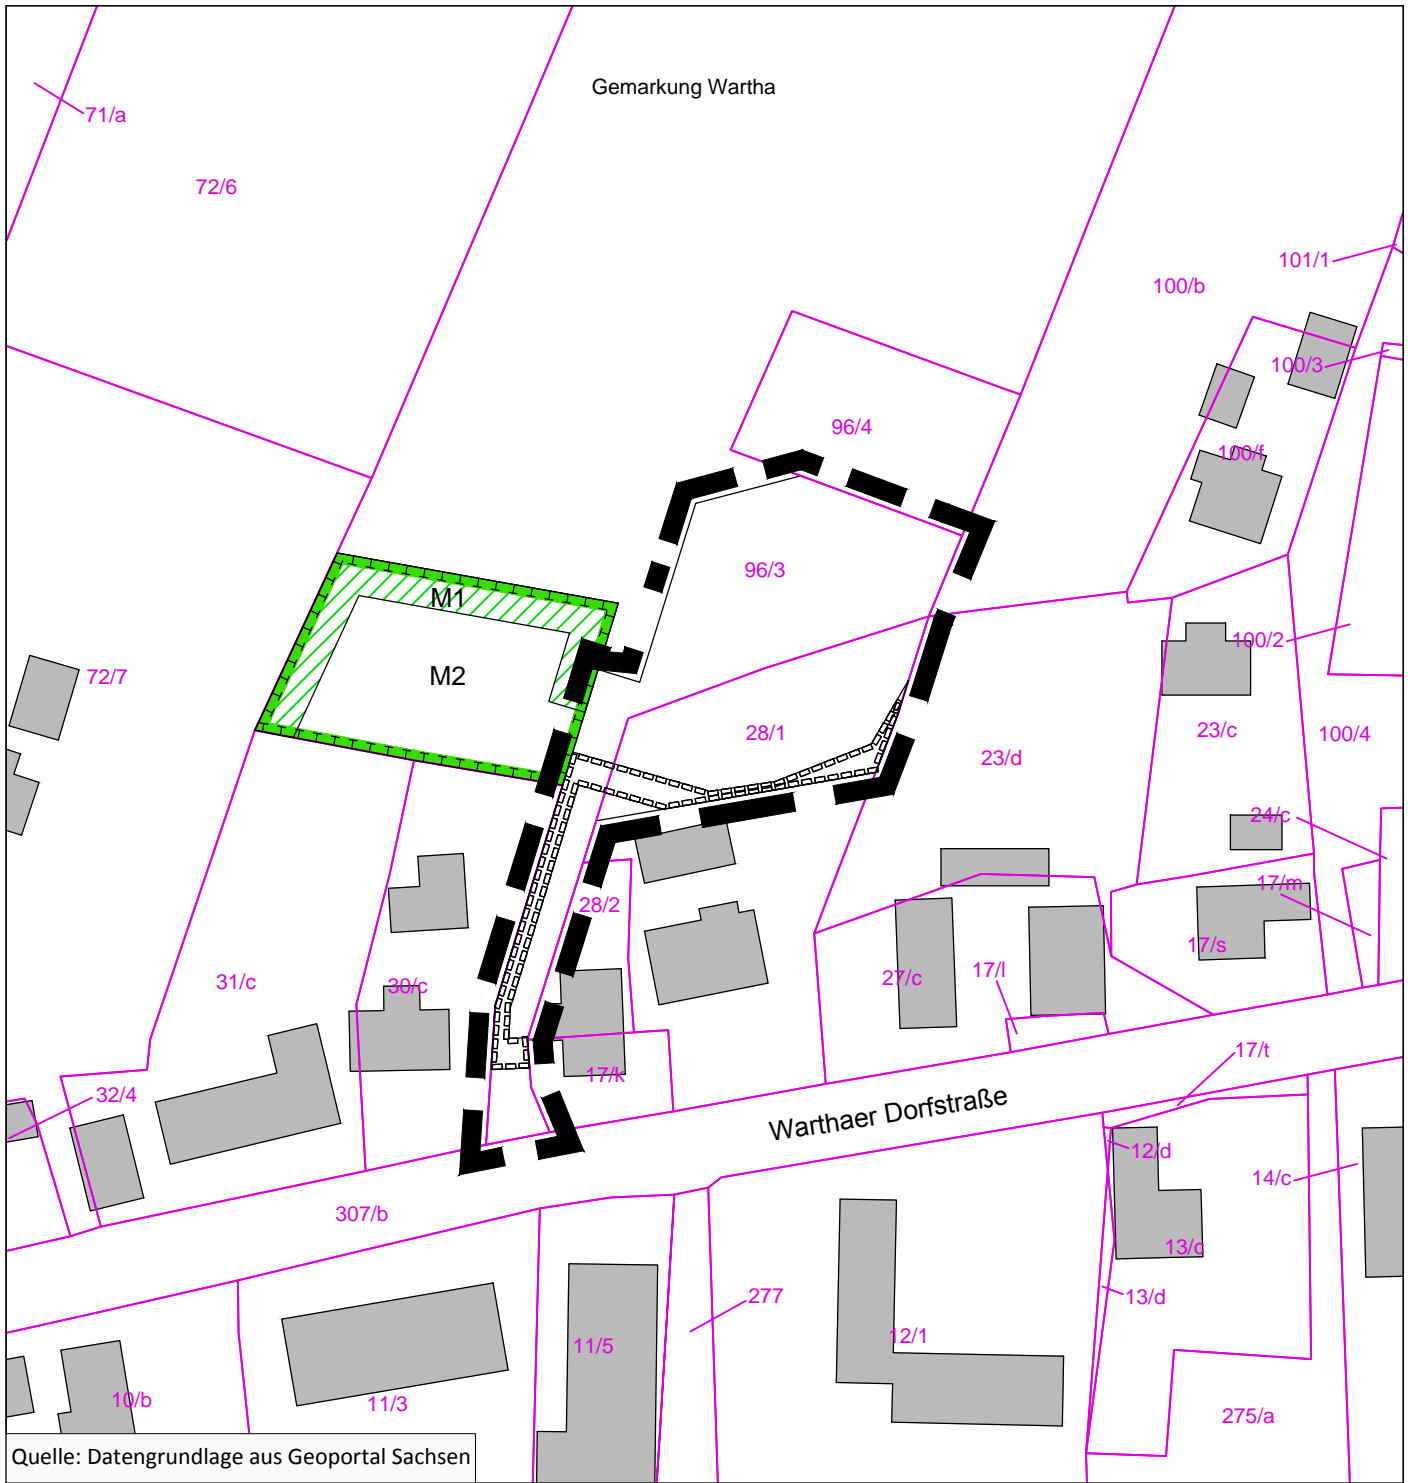 Gemarkung Wartha
71/a
72/6
101/1
100/b
100/3
96/4
100/f
96/3
M1
100/2
M2
72/7
28/1
23/c
100/4
23/d
24/c
17/m
28/2
17/s
17/l
31/c
30/c
27/c
17/t
17/k
32/4
Warthaer Dorfstraße
12/d
14/c
307/b
13/c
277
13/d
12/1
11/5
10/b
11/3
275/a
Quelle: Datengrundlage aus Geoportal Sachsen